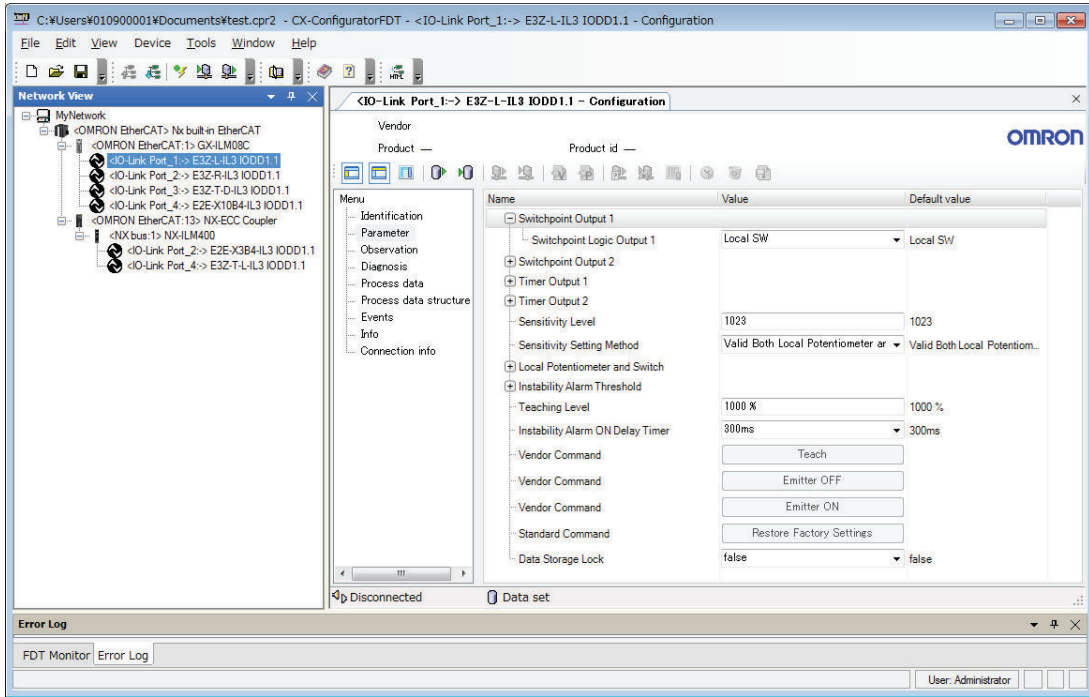 C:¥Users¥010900001¥Documents¥test.cpr2 - CX-ConfiguratorFDT - <IO-Link Port_1:-> E3Z-L-IL3 IODD1.1 - Configuration
File Edit View Device Tools Window Help
Network View
MyNetwork
<OMRON EtherCAT> Nx built-in EtherCAT
<OMRON EtherCAT:1> GX-ILM08C
<IO-Link Port_1:-> E3Z-L-IL3 IODD1.1
<IO-Link Port_2:-> E3Z-R-IL3 IODD1.1
<IO-Link Port_3:-> E3Z-T-D-IL3 IODD1.1
<IO-Link Port_4:-> E2E-X10B4-IL3 IODD1.1
<OMRON EtherCAT:13> NX-ECC Coupler
<NX bus:1> NX-ILM400
<IO-Link Port_2:-> E2E-X3B4-IL3 IODD1.1
<IO-Link Port_4:-> E3Z-T-L-IL3 IODD1.1
<IO-Link Port_1:-> E3Z-L-IL3 IODD1.1 - Configuration
Vendor
OMRON
Product — Product id —
Menu
Identification
Parameter
Observation
Diagnosis
Process data
Process data structure
Events
Info
Connection info
Name Value Default value
Switchpoint Output 1
Switchpoint Logic Output 1 Local SW Local SW
Switchpoint Output 2
Timer Output 1
Timer Output 2
Sensitivity Level 1023 1023
Sensitivity Setting Method Valid Both Local Potentiometer ar Valid Both Local Potentiom...
Local Potentiometer and Switch
Instability Alarm Threshold
Teaching Level 1000 % 1000 %
Instability Alarm ON Delay Timer 300ms 300ms
Vendor Command Teach
Vendor Command Emitter OFF
Vendor Command Emitter ON
Standard Command Restore Factory Settings
Data Storage Lock false false
Disconnected Data set
Error Log
FDT Monitor Error Log
User: Administrator